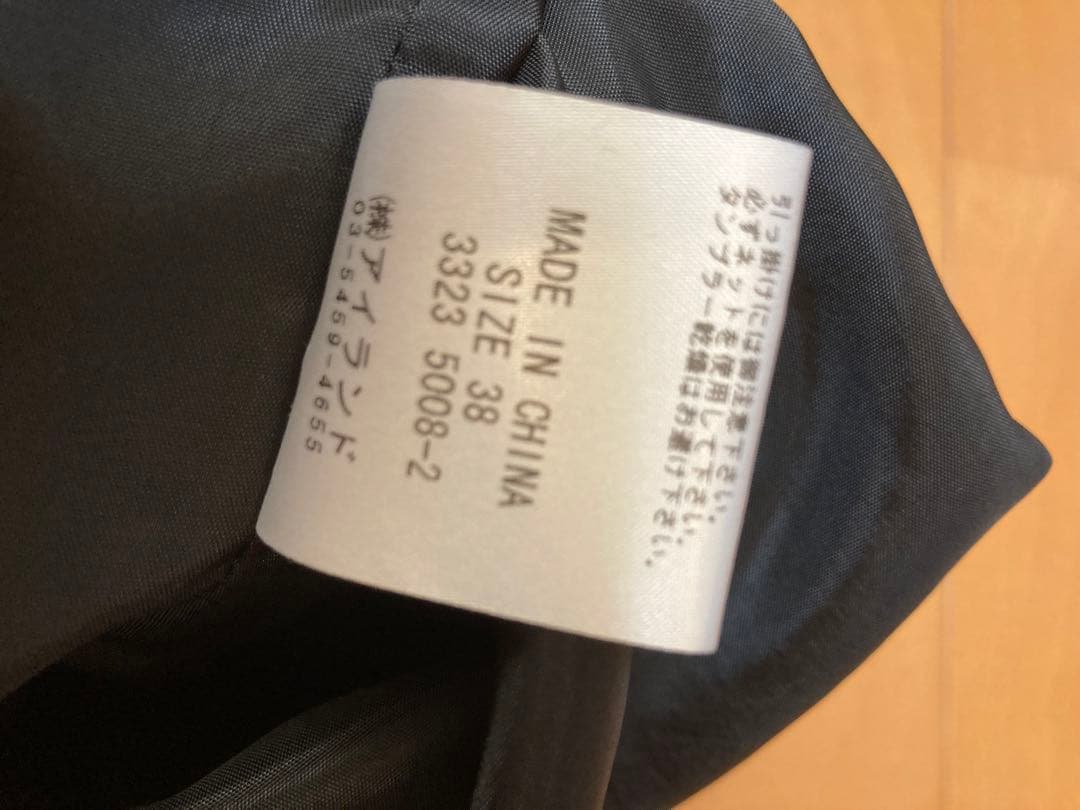 引っ掛けには御注意下さい。
必ずネットを使用して下さい。
タンブラー乾燥はお避け下さい。
MADE IN CHINA
SIZE 38
3323 5008-2
㈱アイランド
03-5459-4655